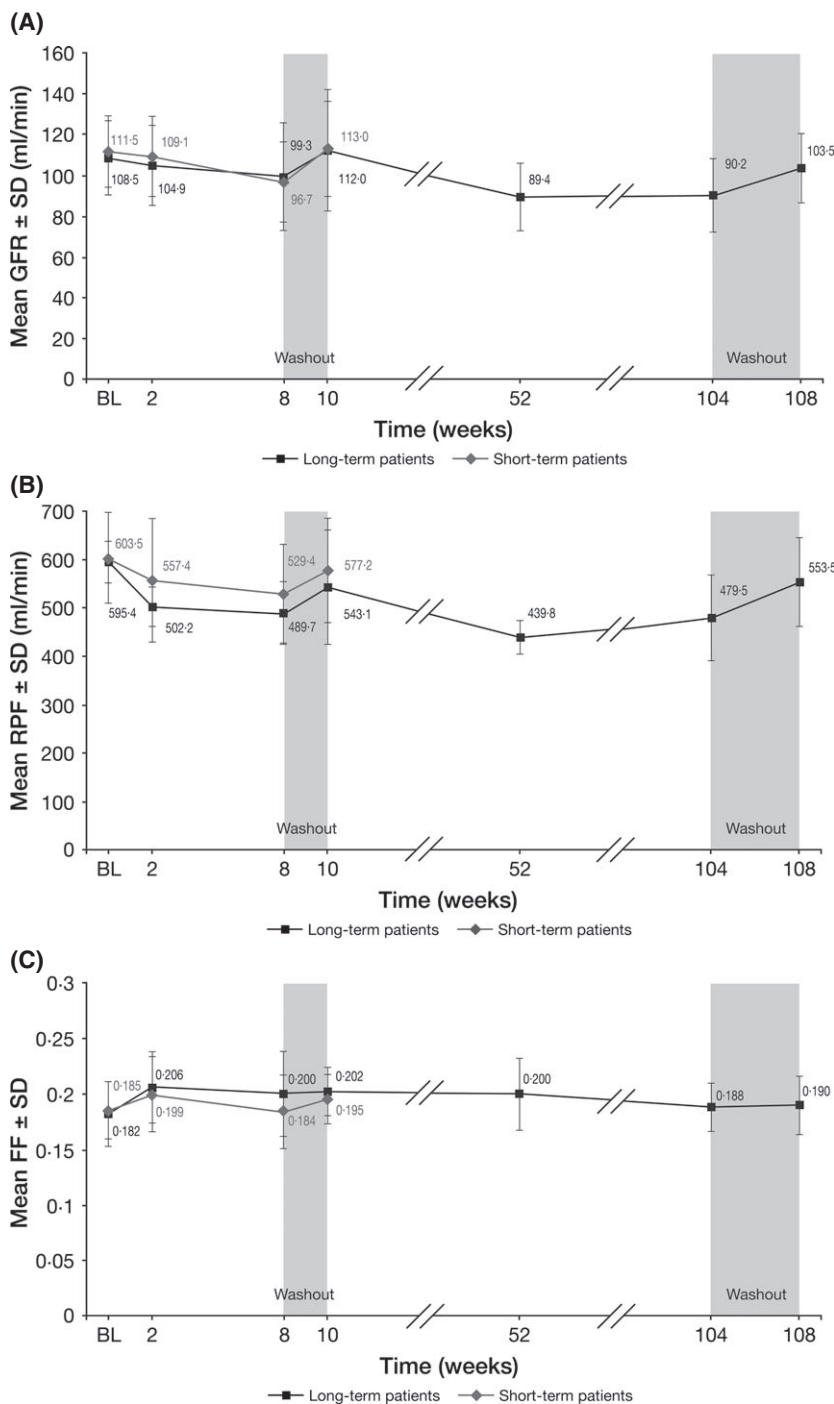 (A)
Mean GFR ± SD (ml/min)
160
140
120
100
80
60
40
20
0
111·5
109·1
99·3
113·0
108·5
104·9
96·7
112·0
89·4
90·2
103·5
Washout
Washout
BL 2 8 10 52 104 108
Time (weeks)
Long-term patients Short-term patients
(B)
Mean RPF ± SD (ml/min)
700
600
500
400
300
200
100
0
603·5
557·4
529·4
577·2
595·4
502·2
489·7
543·1
439·8
479·5
553·5
Washout
Washout
BL 2 8 10 52 104 108
Time (weeks)
Long-term patients Short-term patients
(C)
Mean FF ± SD
0·3
0·25
0·2
0·15
0·1
0·05
0
0·185
0·206
0·200
0·202
0·182
0·199
0·184
0·195
0·200
0·188
0·190
Washout
Washout
BL 2 8 10 52 104 108
Time (weeks)
Long-term patients Short-term patients